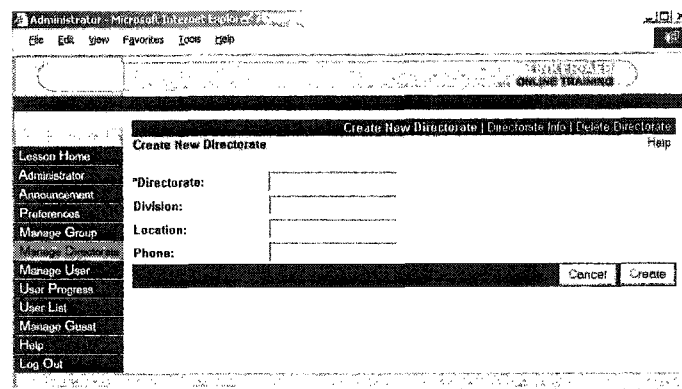 Administrator - Microsoft Internet Explorer
File Edit View Favorites Tools Help
ONLINE TRAINING
Create New Directorate | Directorate Info | Delete Directorate
Create New Directorate
Help
Lesson Home
Administrator
Announcement
Preferences
Manage Group
Manage Directorate
Manage User
User Progress
User List
Manage Guest
Help
Log Out
*Directorate:
Division:
Location:
Phone:
Cancel Create